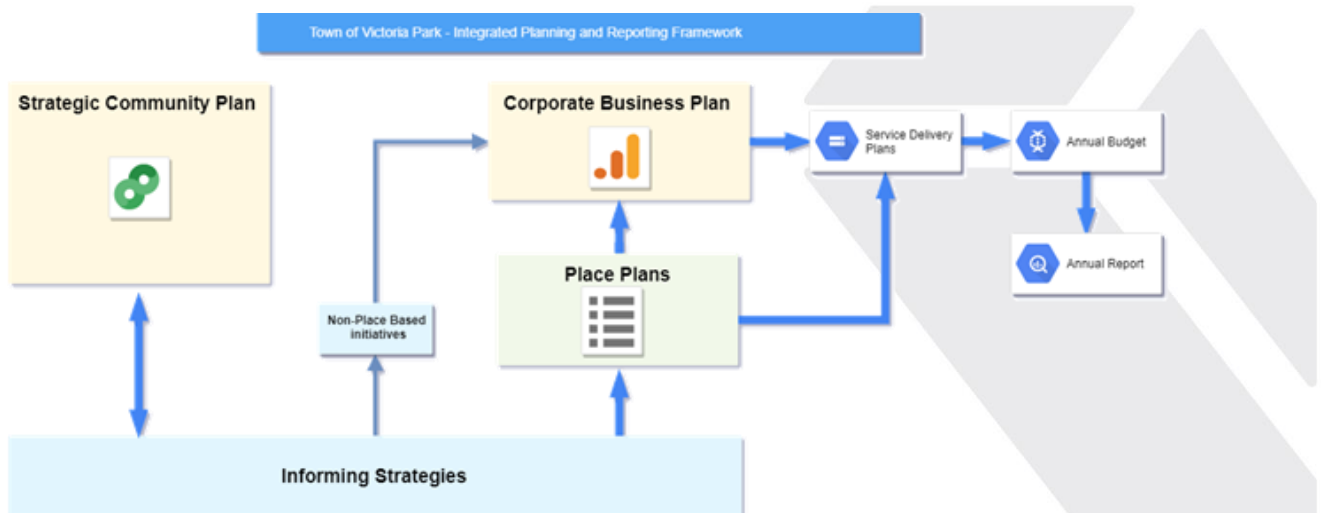 Town of Victoria Park - Integrated Planning and Reporting Framework
Strategic Community Plan
Corporate Business Plan
Service Delivery
Plans
Annual Budget
Annual Report
Place Plans
Non-Place Based
initiatives
Informing Strategies